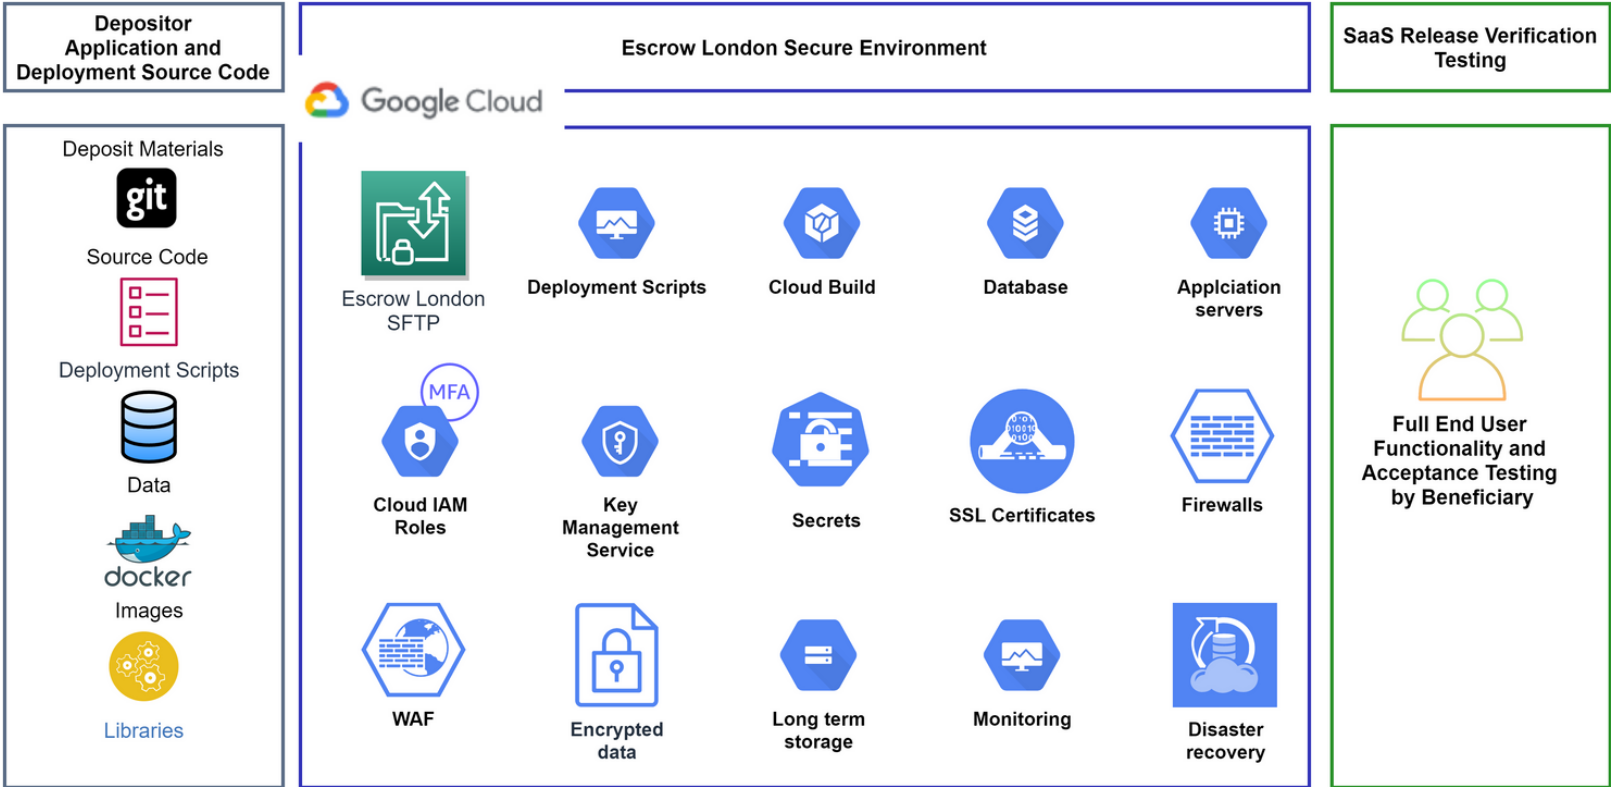 Depositor
Application and
Deployment Source Code
Escrow London Secure Environment
SaaS Release Verification
Testing
Google Cloud
Deposit Materials
git
Source Code
Deployment Scripts
Data
docker
Images
Libraries
Escrow London
SFTP
Deployment Scripts
Cloud Build
Database
Applciation
servers
MFA
Cloud IAM
Roles
Key
Management
Service
Secrets
01010
010010
0100
SSL Certificates
Firewalls
WAF
Encrypted
data
Long term
storage
Monitoring
Disaster
recovery
Full End User
Functionality and
Acceptance Testing
by Beneficiary